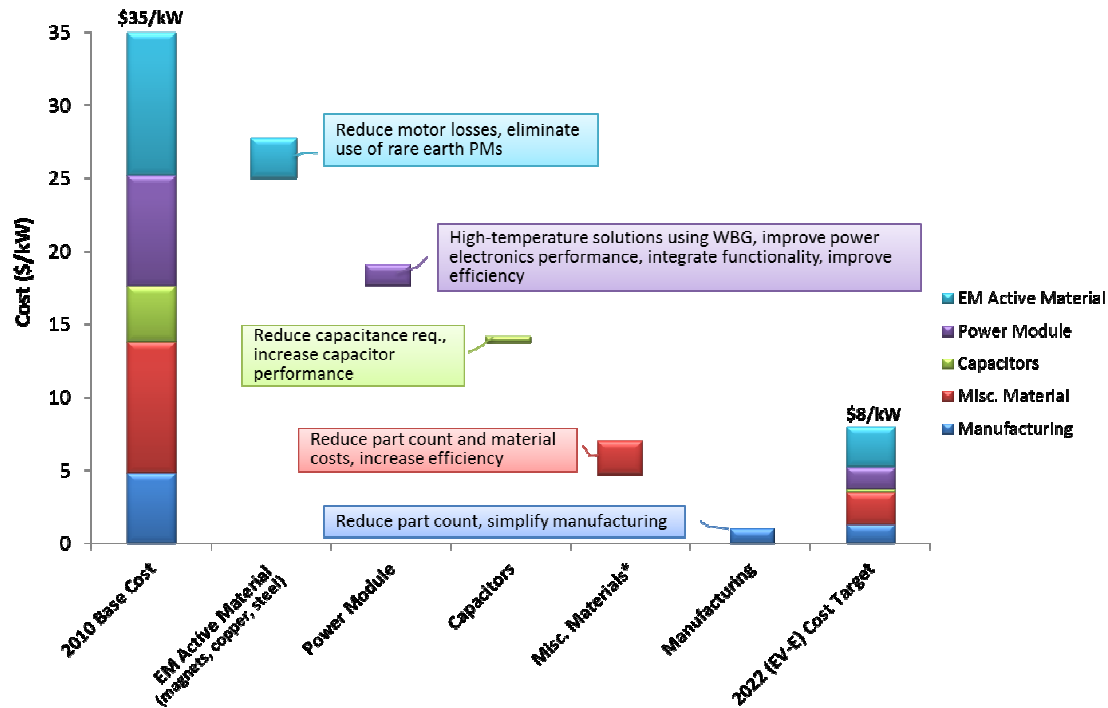 $35/kW
35
30
25
20
15
10
5
0
Cost ($/kW)
Reduce motor losses, eliminate
use of rare earth PMs
High-temperature solutions using WBG, improve power
electronics performance, integrate functionality, improve
efficiency
Reduce capacitance req.,
increase capacitor
performance
Reduce part count and material
costs, increase efficiency
Reduce part count, simplify manufacturing
$8/kW
EM Active Material
Power Module
Capacitors
Misc. Material
Manufacturing
2010 Base Cost
EM Active Material
(magnets, copper, steel)
Power Module
Capacitors
Misc. Materials*
Manufacturing
2022 (EV-E) Cost Target